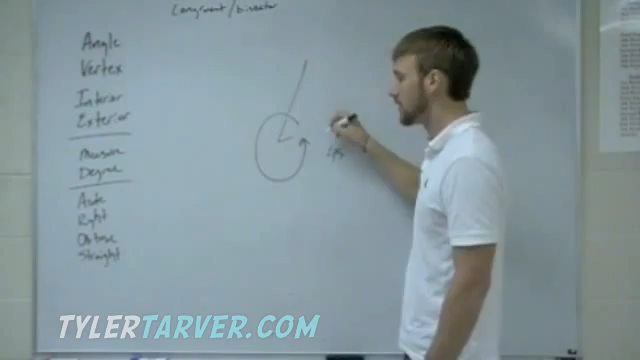 Congruent/bisector
Angle
Vertex
Interior
Exterior
Measure
Degree
Acute
Right
Obtuse
Straight
TYLERTARVER.COM